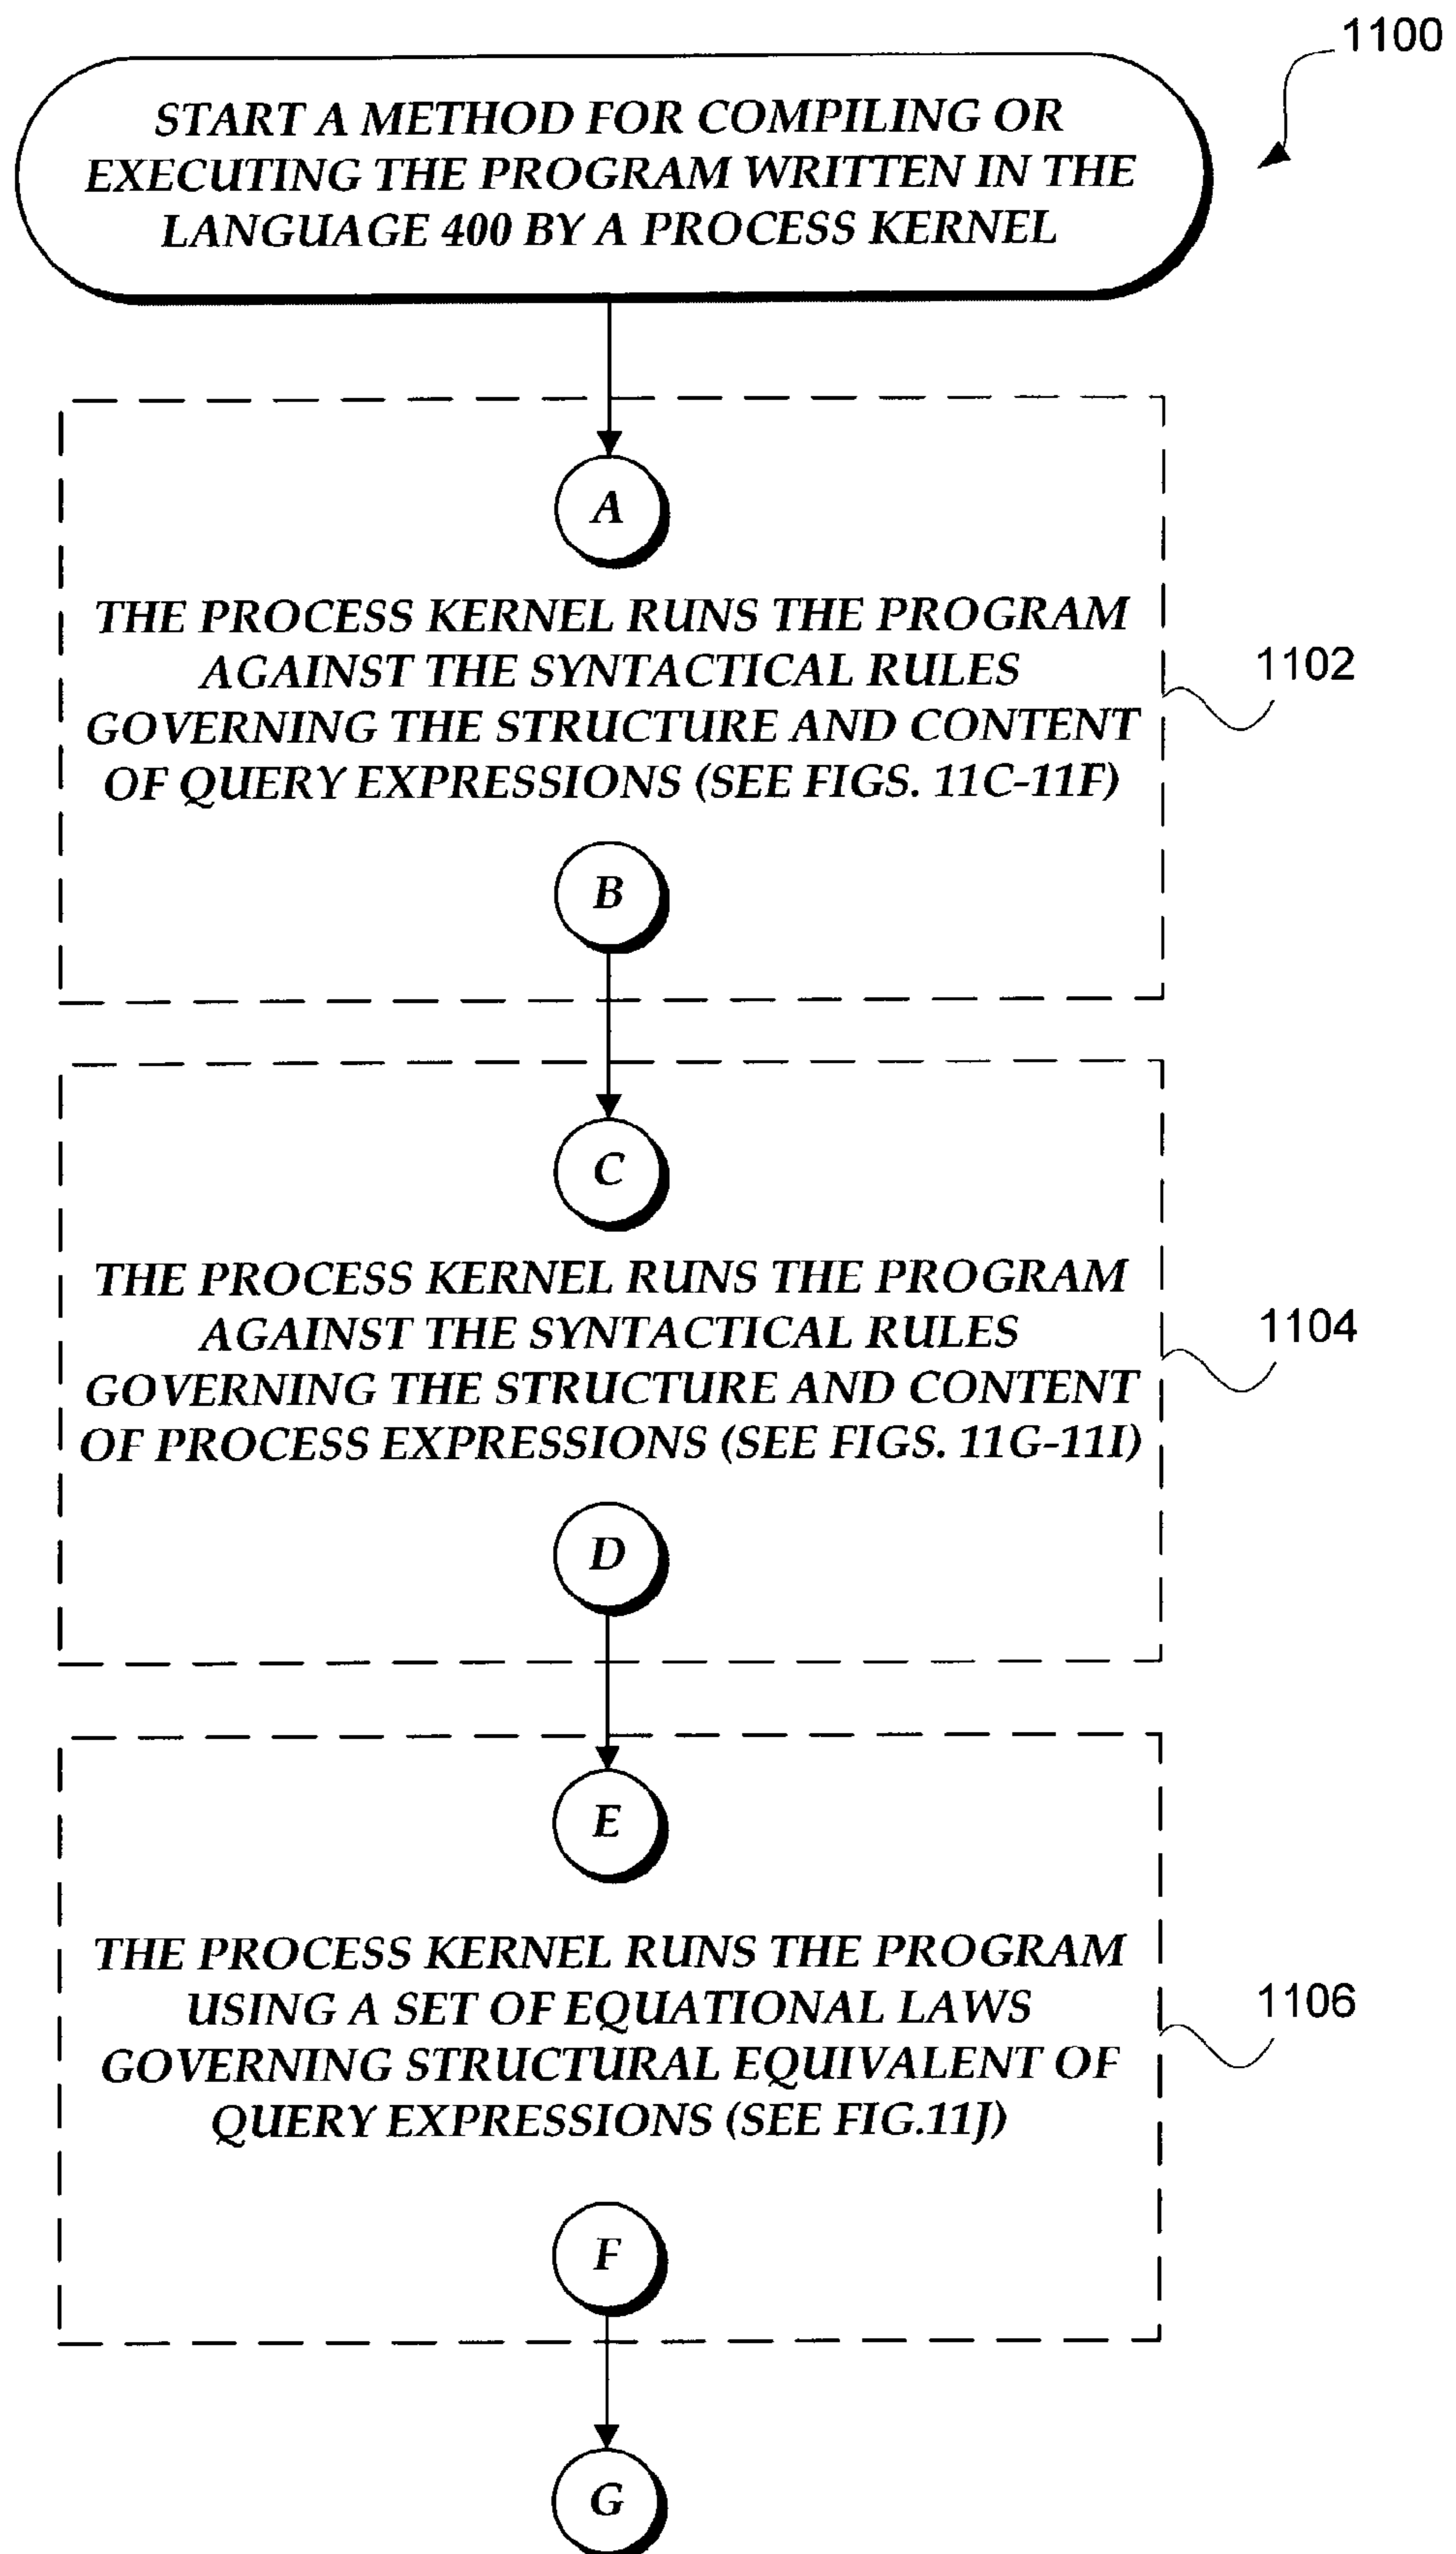 1100
START A METHOD FOR COMPILING OR
EXECUTING THE PROGRAM WRITTEN IN THE
LANGUAGE 400 BY A PROCESS KERNEL
A
THE PROCESS KERNEL RUNS THE PROGRAM
AGAINST THE SYNTACTICAL RULES
GOVERNING THE STRUCTURE AND CONTENT
OF QUERY EXPRESSIONS (SEE FIGS. 11C-11F)
1102
B
C
THE PROCESS KERNEL RUNS THE PROGRAM
AGAINST THE SYNTACTICAL RULES
GOVERNING THE STRUCTURE AND CONTENT
OF PROCESS EXPRESSIONS (SEE FIGS. 11G-11I)
1104
D
E
THE PROCESS KERNEL RUNS THE PROGRAM
USING A SET OF EQUATIONAL LAWS
GOVERNING STRUCTURAL EQUIVALENT OF
QUERY EXPRESSIONS (SEE FIG.11J)
1106
F
G